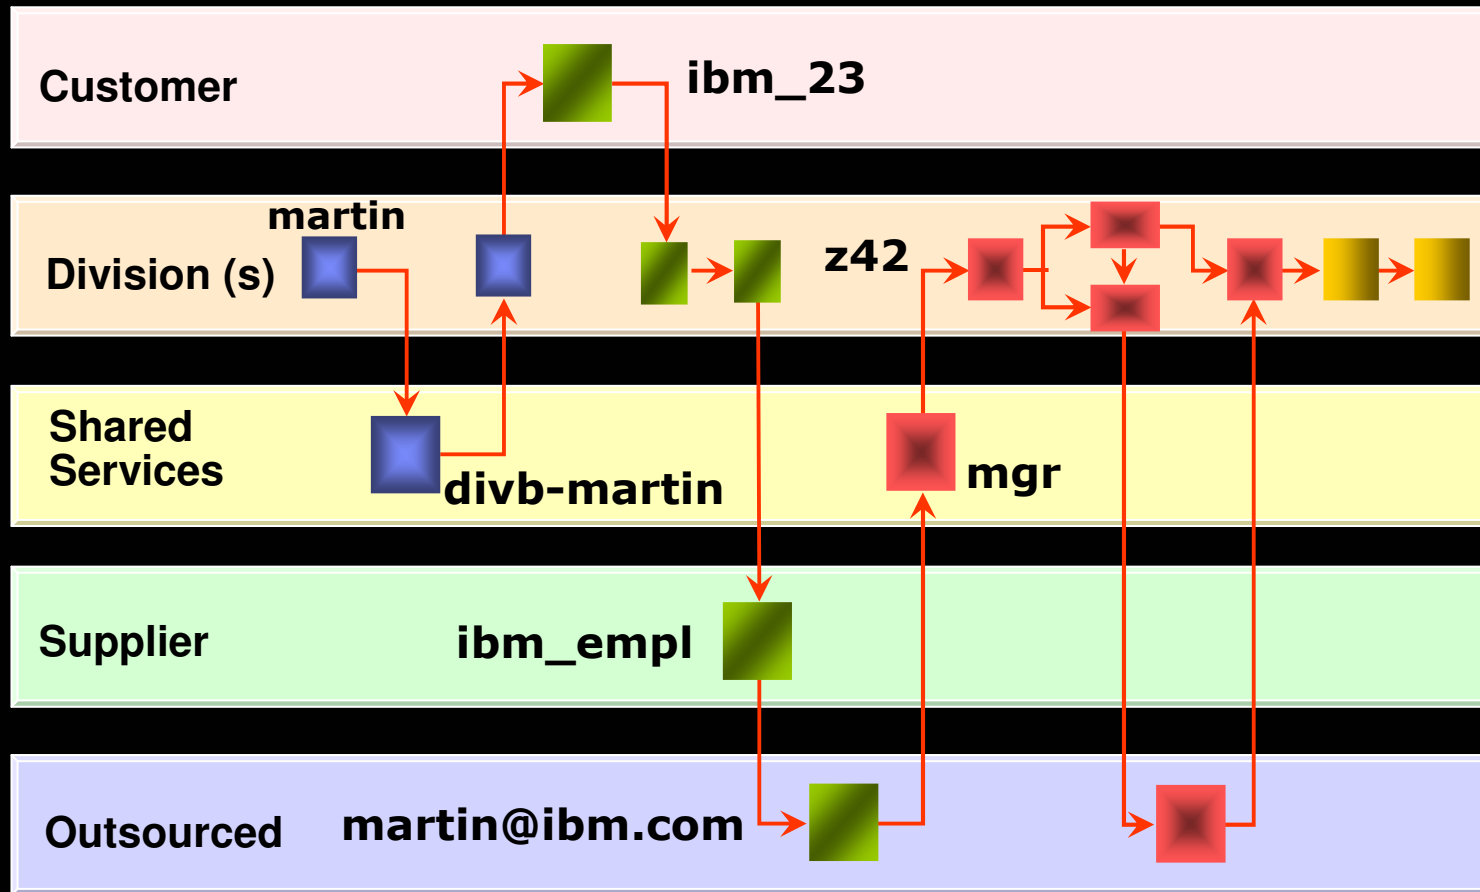 Customer
ibm_23
martin
Division (s)
z42
Shared
Services
divb-martin
mgr
Supplier
ibm_empl
Outsourced
martin@ibm.com